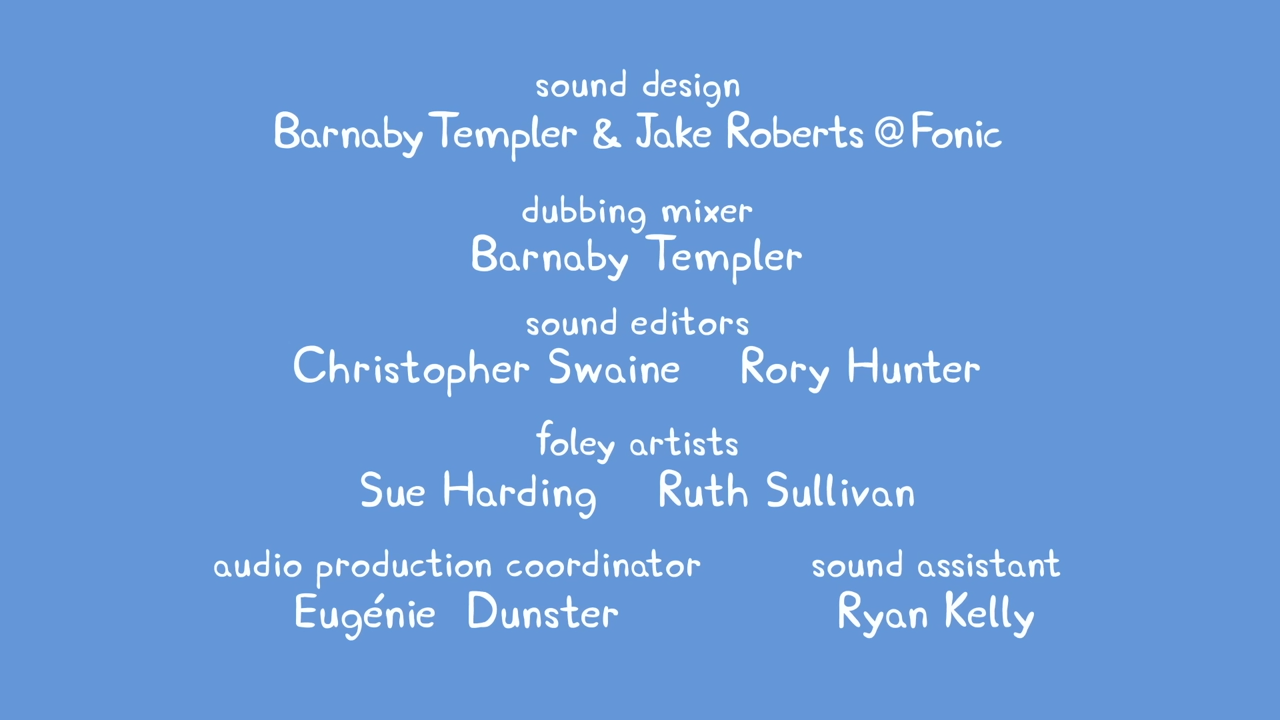 sound design
Barnaby Templer & Jake Roberts @ Fonic
dubbing mixer
Barnaby Templer
sound editors
Christopher Swaine Rory Hunter
foley artists
Sue Harding Ruth Sullivan
audio production coordinator sound assistant
Eugénie Dunster Ryan Kelly